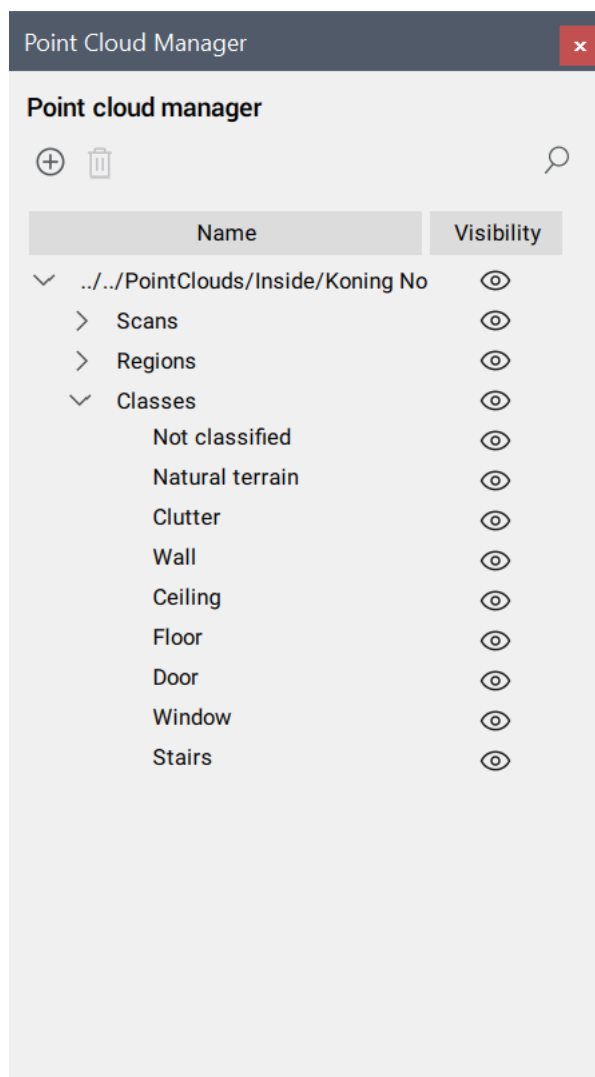 Point Cloud Manager
Point cloud manager
Name Visibility
../../PointClouds/Inside/Koning No
Scans
Regions
Classes
Not classified
Natural terrain
Clutter
Wall
Ceiling
Floor
Door
Window
Stairs